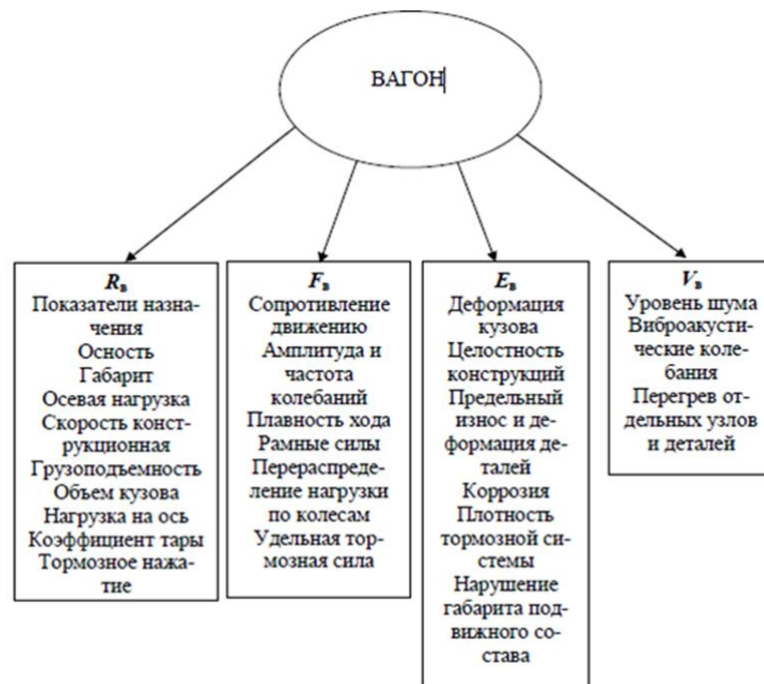 ВАГОН
R в
Показатели назна-
чения
Осность
Габарит
Осевая нагрузка
Скорость конст-
рукционная
Грузоподъемность
Объем кузова
Нагрузка на ось
Коэффициент тары
Тормозное нажа-
тие
F в
Сопротивление
движению
Амплитуда и
частота
колебаний
Плавность хода
Рамные силы
Перераспреде-
ление нагрузки
по колесам
Удельная тор-
мозная сила
E в
Деформация
кузова
Целостность
конструкций
Предельный
износ и де-
формация де-
талей
Коррозия
Плотность
тормозной си-
стемы
Нарушение
габарита под-
вижного со-
става
V в
Уровень шума
Виброакусти-
ческие коле-
бания
Перегрев от-
дельных узлов
и деталей